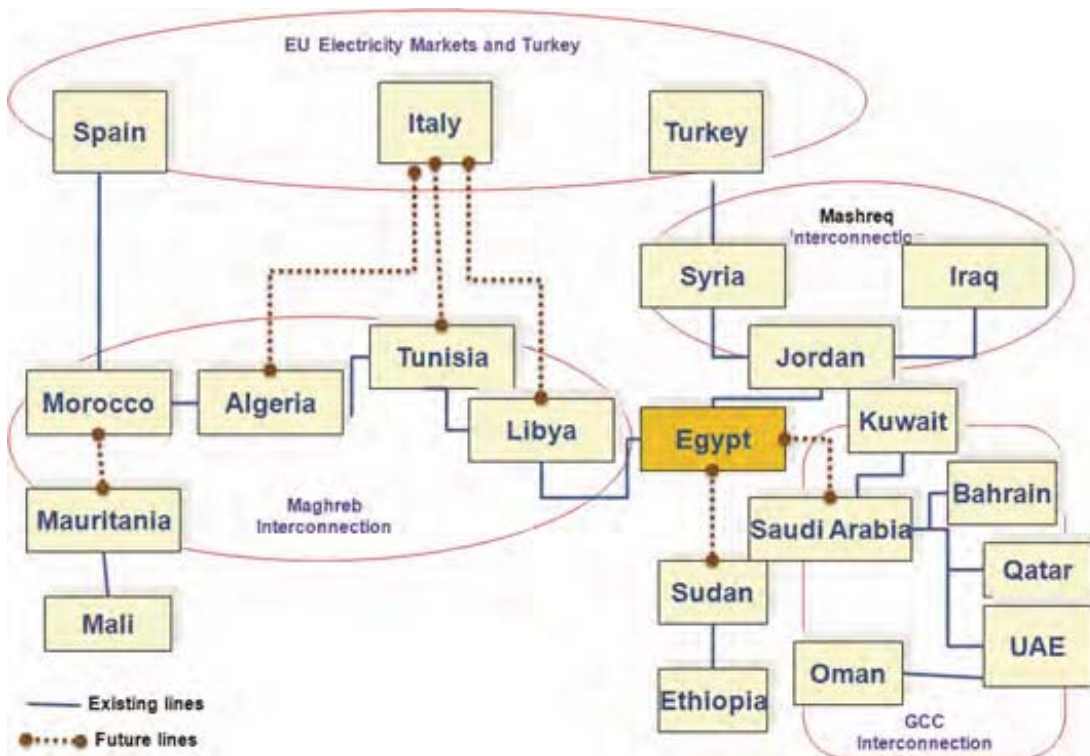 EU Electricity Markets and Turkey
Spain
Italy
Turkey
Mashreq
Interconnectio
Syria
Iraq
Jordan
Tunisia
Morocco
Algeria
Libya
Egypt
Kuwait
Mauritania
Maghreb
Interconnection
Saudi Arabia
Bahrain
Qatar
Mali
Sudan
UAE
Oman
Ethiopia
Existing lines
Future lines
GCC
Interconnection